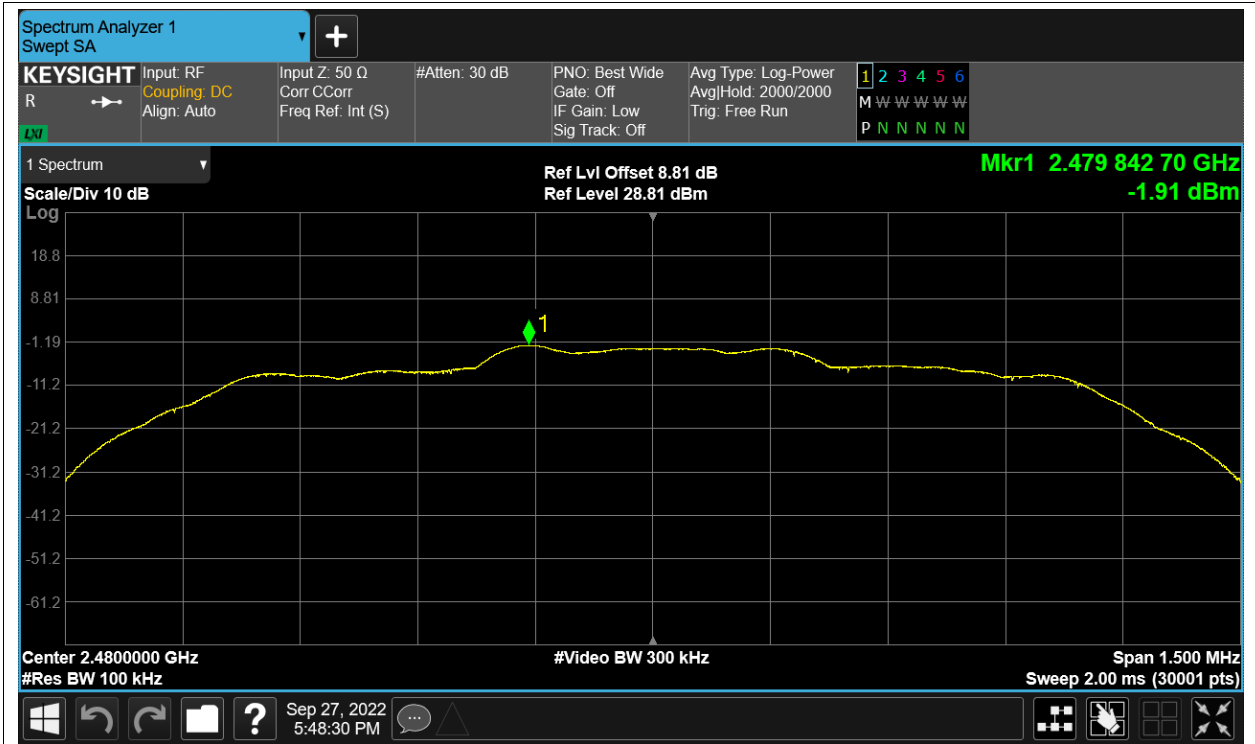 Spectrum Analyzer 1
Swept SA
KEYSIGHT
R
LXI
Input: RF
Coupling: DC
Align: Auto
Input Z: 50 Ω
Corr CCorr
Freq Ref: Int (S)
#Atten: 30 dB
PNO: Best Wide
Gate: Off
IF Gain: Low
Sig Track: Off
Avg Type: Log-Power
Avg|Hold: 2000/2000
Trig: Free Run
1 2 3 4 5 6
M W W W W W
P N N N N N
1 Spectrum
Scale/Div 10 dB
Log
Ref Lvl Offset 8.81 dB
Ref Level 28.81 dBm
Mkr1 2.479 842 70 GHz
-1.91 dBm
18.8
8.81
1
-1.19
-11.2
-21.2
-31.2
-41.2
-51.2
-61.2
Center 2.4800000 GHz
#Video BW 300 kHz
Span 1.500 MHz
#Res BW 100 kHz
Sweep 2.00 ms (30001 pts)
?
Sep 27, 2022
5:48:30 PM